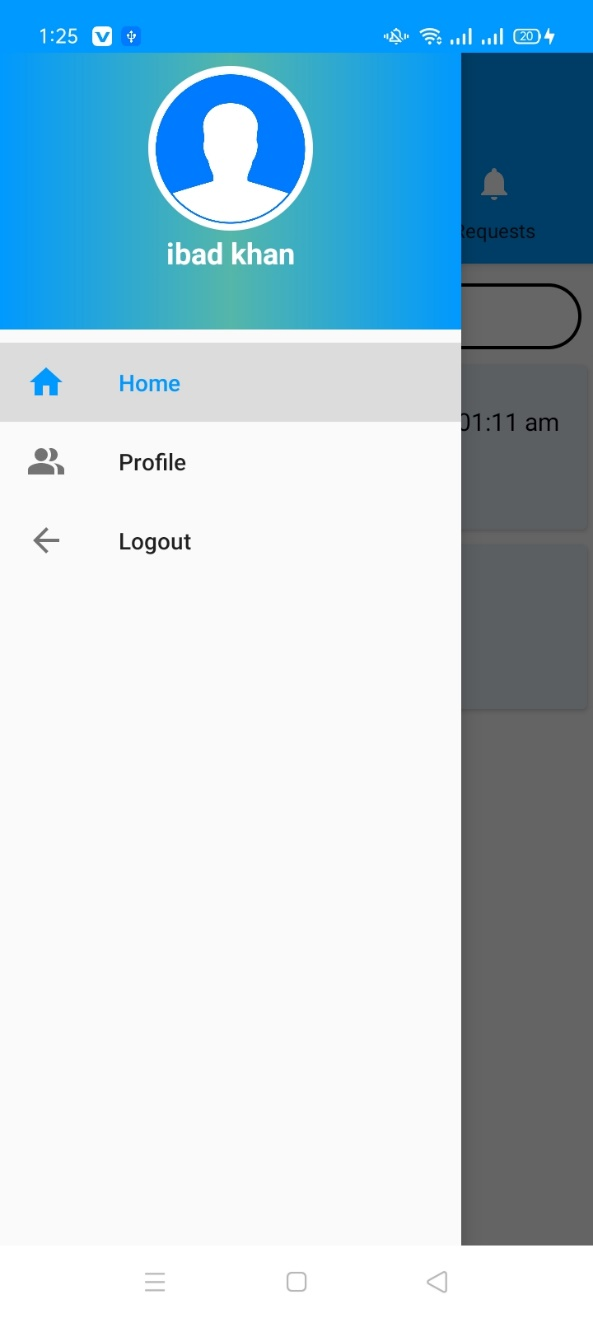 1:25
20
ibad khan
Requests
Home
01:11 am
Profile
Logout